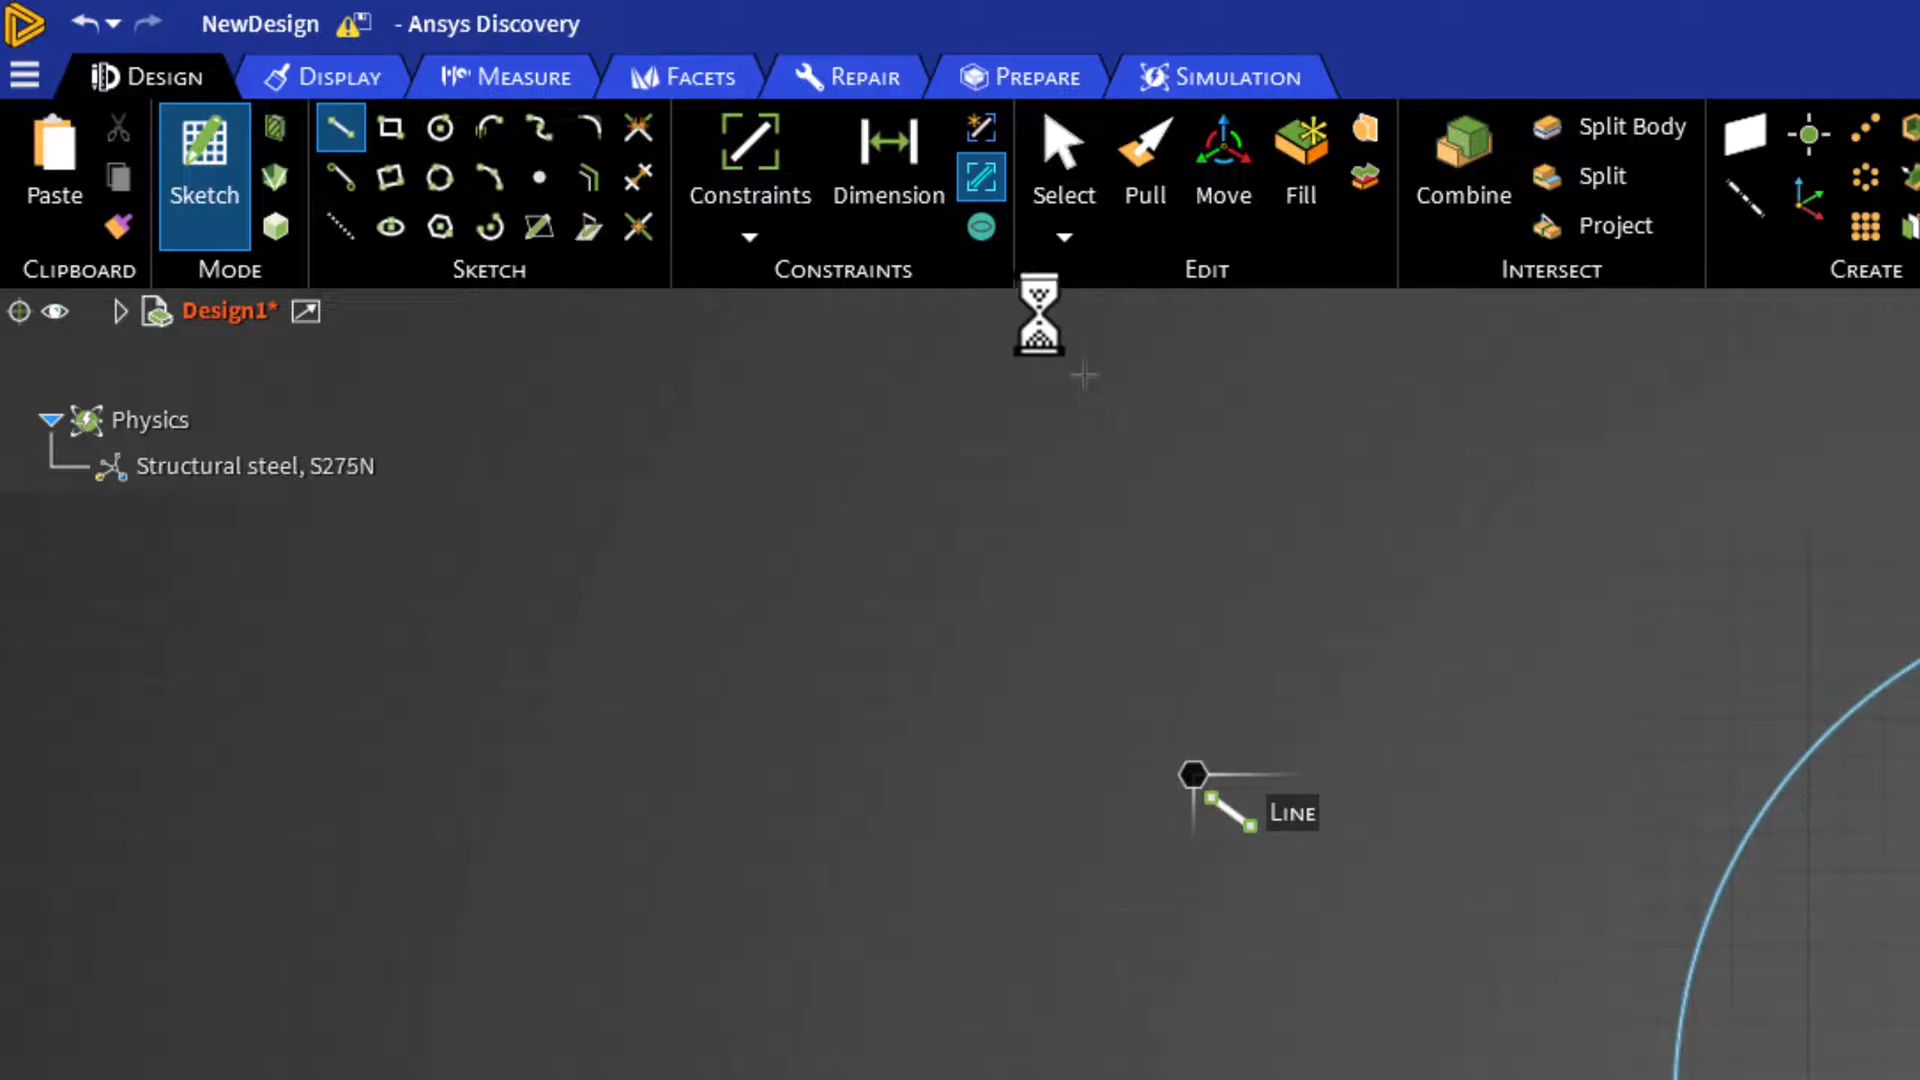 NewDesign - Ansys Discovery
DESIGN DISPLAY MEASURE FACETS REPAIR PREPARE SIMULATION
Split Body
Paste Sketch Constraints Dimension Select Pull Move Fill Combine Split
Project
CLIPBOARD MODE SKETCH CONSTRAINTS EDIT INTERSECT CREATE
Design1*
Physics
Structural steel, S275N
LINE